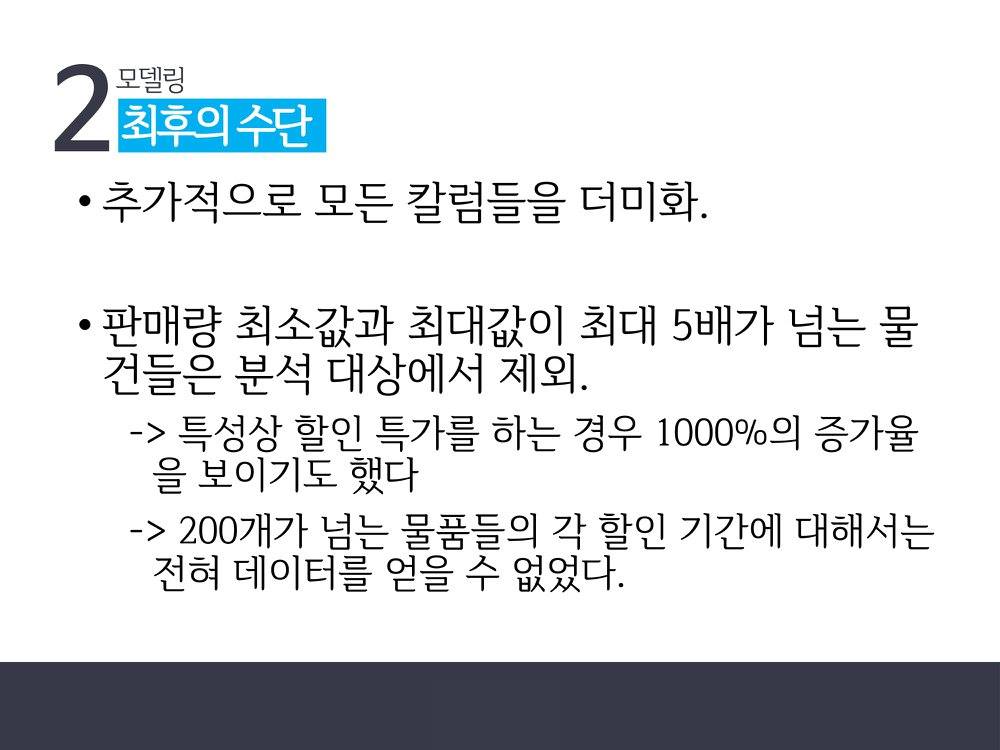 2
모델링
최후의 수단
• 추가적으로 모든 칼럼들을 더미화.
• 판매량 최소값과 최대값이 최대 5배가 넘는 물
건들은 분석 대상에서 제외.
-> 특성상 할인 특가를 하는 경우 1000%의 증가율
을 보이기도 했다
-> 200개가 넘는 물품들의 각 할인 기간에 대해서는
전혀 데이터를 얻을 수 없었다.